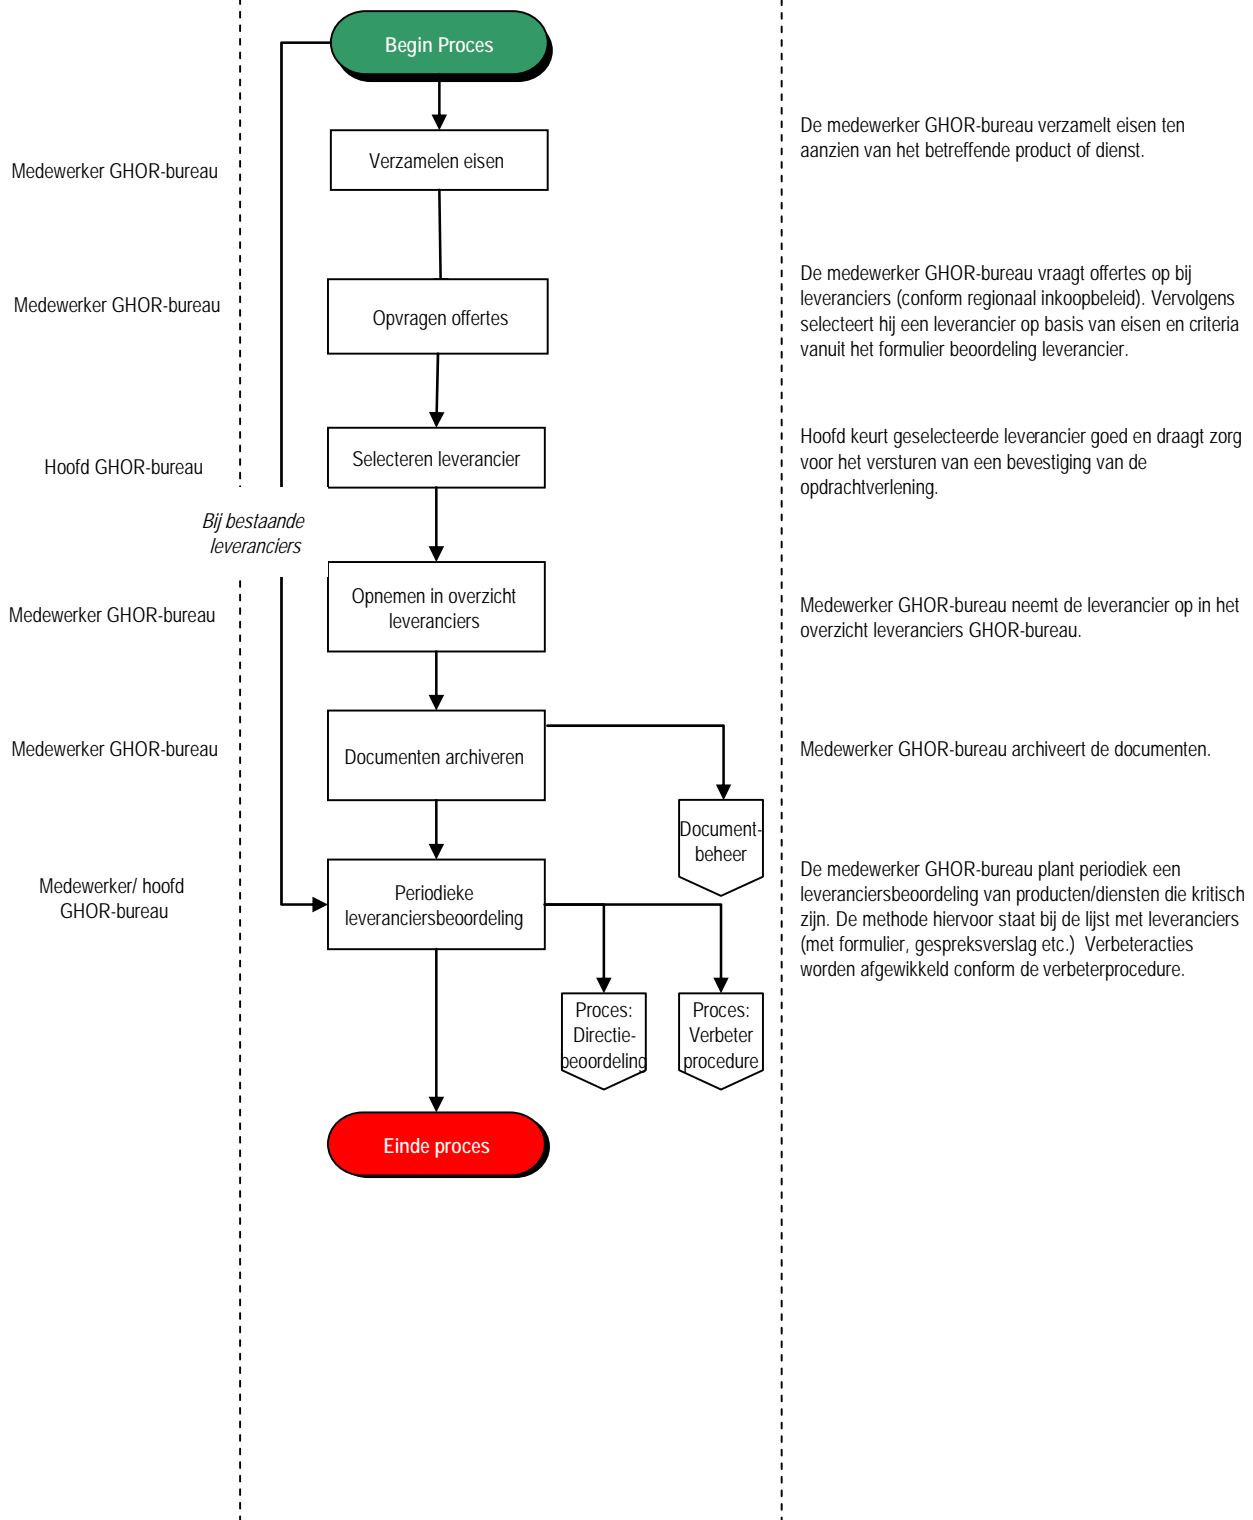 Begin Proces
Medewerker GHOR-bureau
Verzamelen eisen
De medewerker GHOR-bureau verzamelt eisen ten
aanzien van het betreffende product of dienst.
Medewerker GHOR-bureau
Opvragen offertes
De medewerker GHOR-bureau vraagt offertes op bij
leveranciers (conform regionaal inkoopbeleid). Vervolgens
selecteert hij een leverancier op basis van eisen en criteria
vanuit het formulier beoordeling leverancier.
Hoofd GHOR-bureau
Selecteren leverancier
Hoofd keurt geselecteerde leverancier goed en draagt zorg
voor het versturen van een bevestiging van de
opdrachtverlening.
Bij bestaande
leveranciers
Medewerker GHOR-bureau
Opnemen in overzicht
leveranciers
Medewerker GHOR-bureau neemt de leverancier op in het
overzicht leveranciers GHOR-bureau.
Medewerker GHOR-bureau
Documenten archiveren
Medewerker GHOR-bureau archiveert de documenten.
Document-
beheer
Medewerker/ hoofd
GHOR-bureau
Periodieke
leveranciersbeoordeling
De medewerker GHOR-bureau plant periodiek een
leveranciersbeoordeling van producten/diensten die kritisch
zijn. De methode hiervoor staat bij de lijst met leveranciers
(met formulier, gespreksverslag etc.) Verbeteracties
worden afgewikkeld conform de verbeterprocedure.
Proces:
Directie-
beoordeling
Proces:
Verbeter
procedure
Einde proces